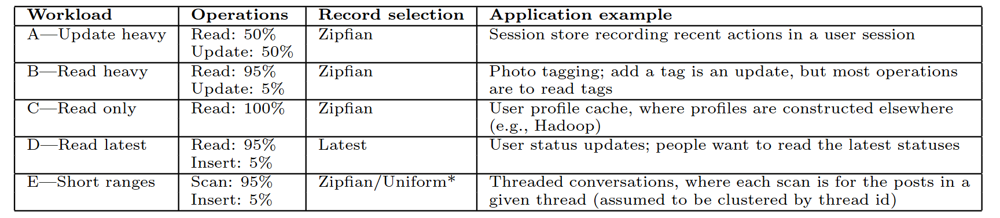 Workload Operations Record selection Application example
A—Update heavy Read: 50% Zipfian Session store recording recent actions in a user session
Update: 50%
B—Read heavy Read: 95% Zipfian Photo tagging; add a tag is an update, but most operations
Update: 5% are to read tags
C—Read only Read: 100% Zipfian User profile cache, where profiles are constructed elsewhere
(e.g., Hadoop)
D—Read latest Read: 95% Latest User status updates; people want to read the latest statuses
Insert: 5%
E—Short ranges Scan: 95% Zipfian/Uniform* Threaded conversations, where each scan is for the posts in a
Insert: 5% given thread (assumed to be clustered by thread id)